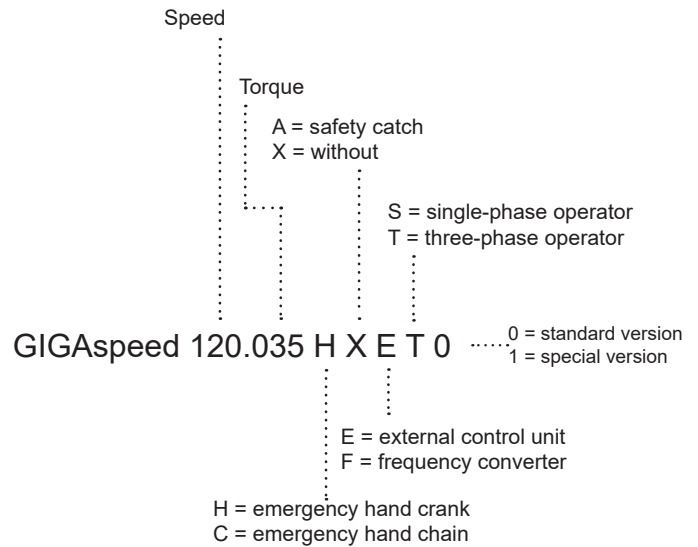 Speed
Torque
A = safety catch
X = without
S = single-phase operator
T = three-phase operator
GIGAspeed 120.035 H X E T 0
0 = standard version
1 = special version
E = external control unit
F = frequency converter
H = emergency hand crank
C = emergency hand chain